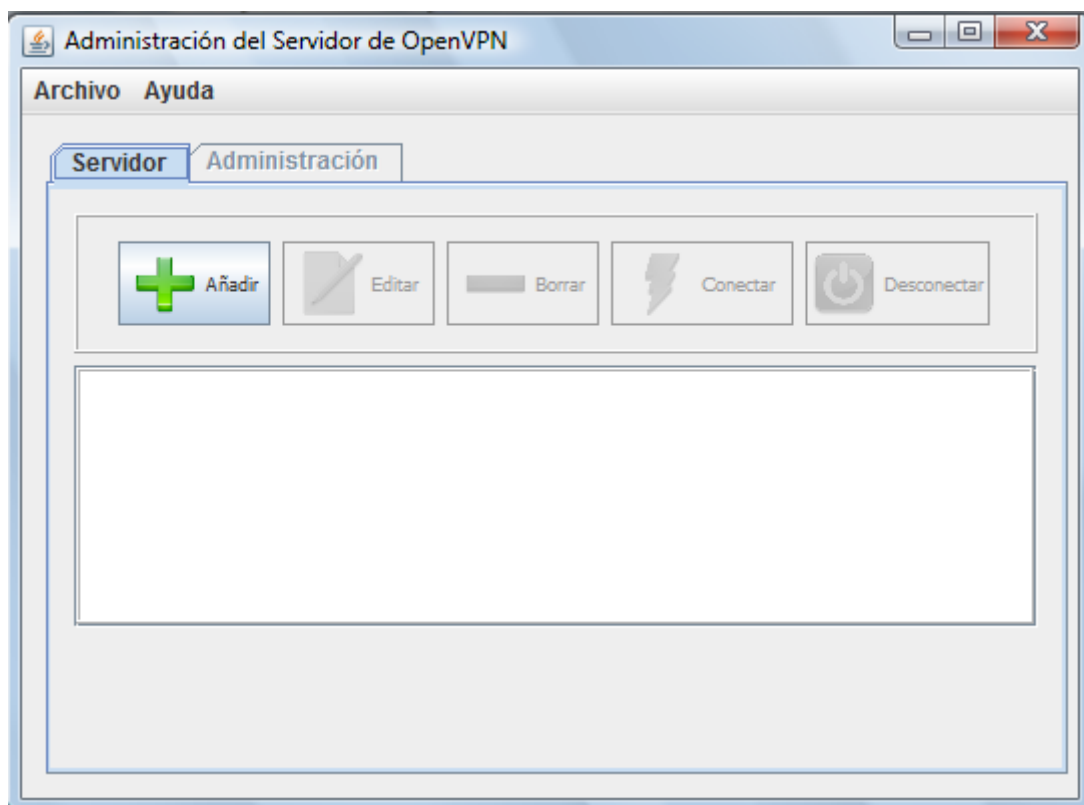 Administración del Servidor de OpenVPN
Archivo Ayuda
Servidor Administración
Añadir Editar Borrar Conectar Desconectar